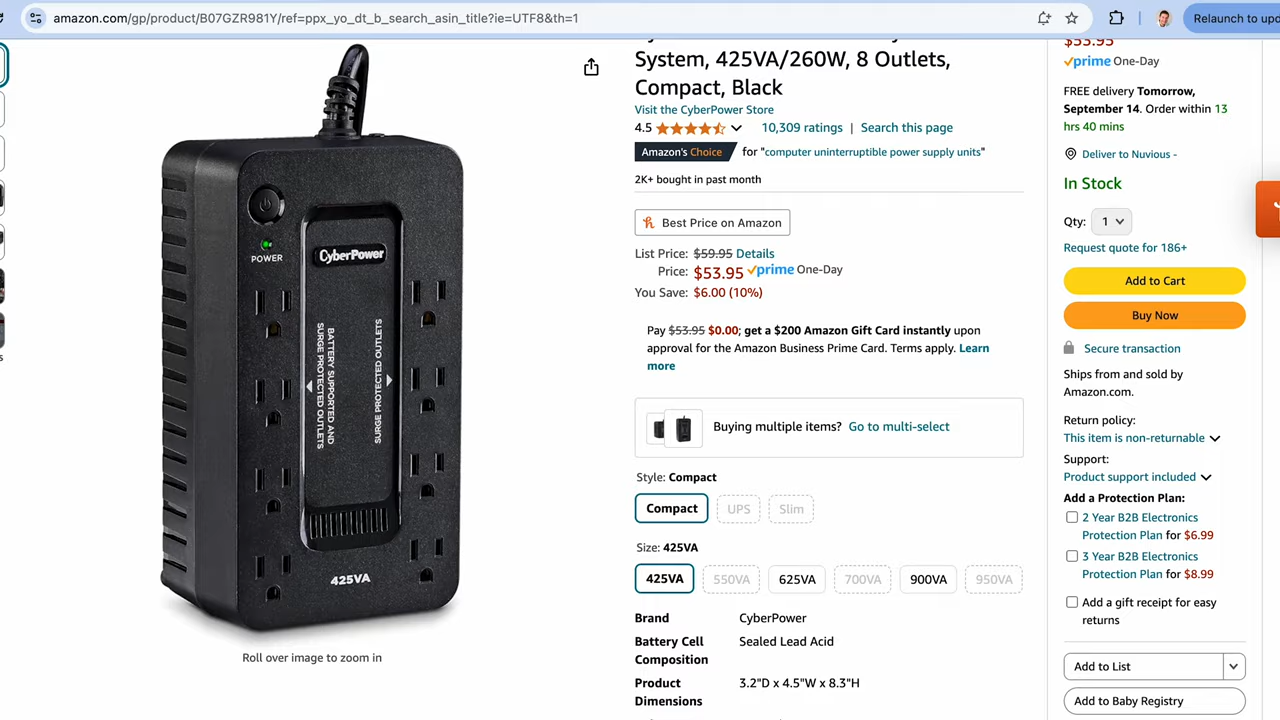 amazon.com/gp/product/B07GZR981Y/ref=ppx_yo_dt_b_search_asin_title?ie=UTF8&th=1
Relaunch to upd
POWER
CyberPower
BATTERY SUPPORTED AND
SURGE PROTECTED OUTLETS
SURGE PROTECTED OUTLETS
425VA
Roll over image to zoom in
System, 425VA/260W, 8 Outlets,
Compact, Black
Visit the CyberPower Store
4.5 10,309 ratings | Search this page
Amazon's Choice for "computer uninterruptible power supply units"
2K+ bought in past month
Best Price on Amazon
List Price: $59.95 Details
Price: $53.95 prime One-Day
You Save: $6.00 (10%)
Pay $53.95 $0.00; get a $200 Amazon Gift Card instantly upon
approval for the Amazon Business Prime Card. Terms apply. Learn
more
Buying multiple items? Go to multi-select
Style: Compact
Compact UPS Slim
Size: 425VA
425VA 550VA 625VA 700VA 900VA 950VA
Brand CyberPower
Battery Cell Sealed Lead Acid
Composition
Product 3.2"D x 4.5"W x 8.3"H
Dimensions
$53.95
prime One-Day
FREE delivery Tomorrow,
September 14. Order within 13
hrs 40 mins
Deliver to Nuvious -
In Stock
Qty: 1
Request quote for 186+
Add to Cart
Buy Now
Secure transaction
Ships from and sold by
Amazon.com.
Return policy:
This item is non-returnable
Support:
Product support included
Add a Protection Plan:
2 Year B2B Electronics
Protection Plan for $6.99
3 Year B2B Electronics
Protection Plan for $8.99
Add a gift receipt for easy
returns
Add to List
Add to Baby Registry